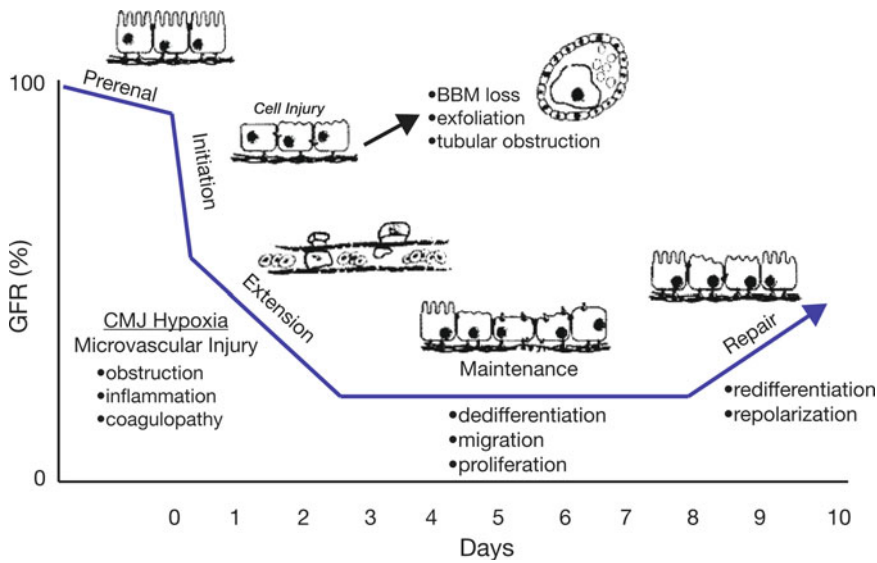 100
Prerenal
Initiation
Cell Injury
•BBM loss
•exfoliation
•tubular obstruction
Extension
GFR (%)
CMJ Hypoxia
Microvascular Injury
•obstruction
•inflammation
•coagulopathy
Maintenance
•dedifferentiation
•migration
•proliferation
Repair
•redifferentiation
•repolarization
0
0 1 2 3 4 5 6 7 8 9 10
Days